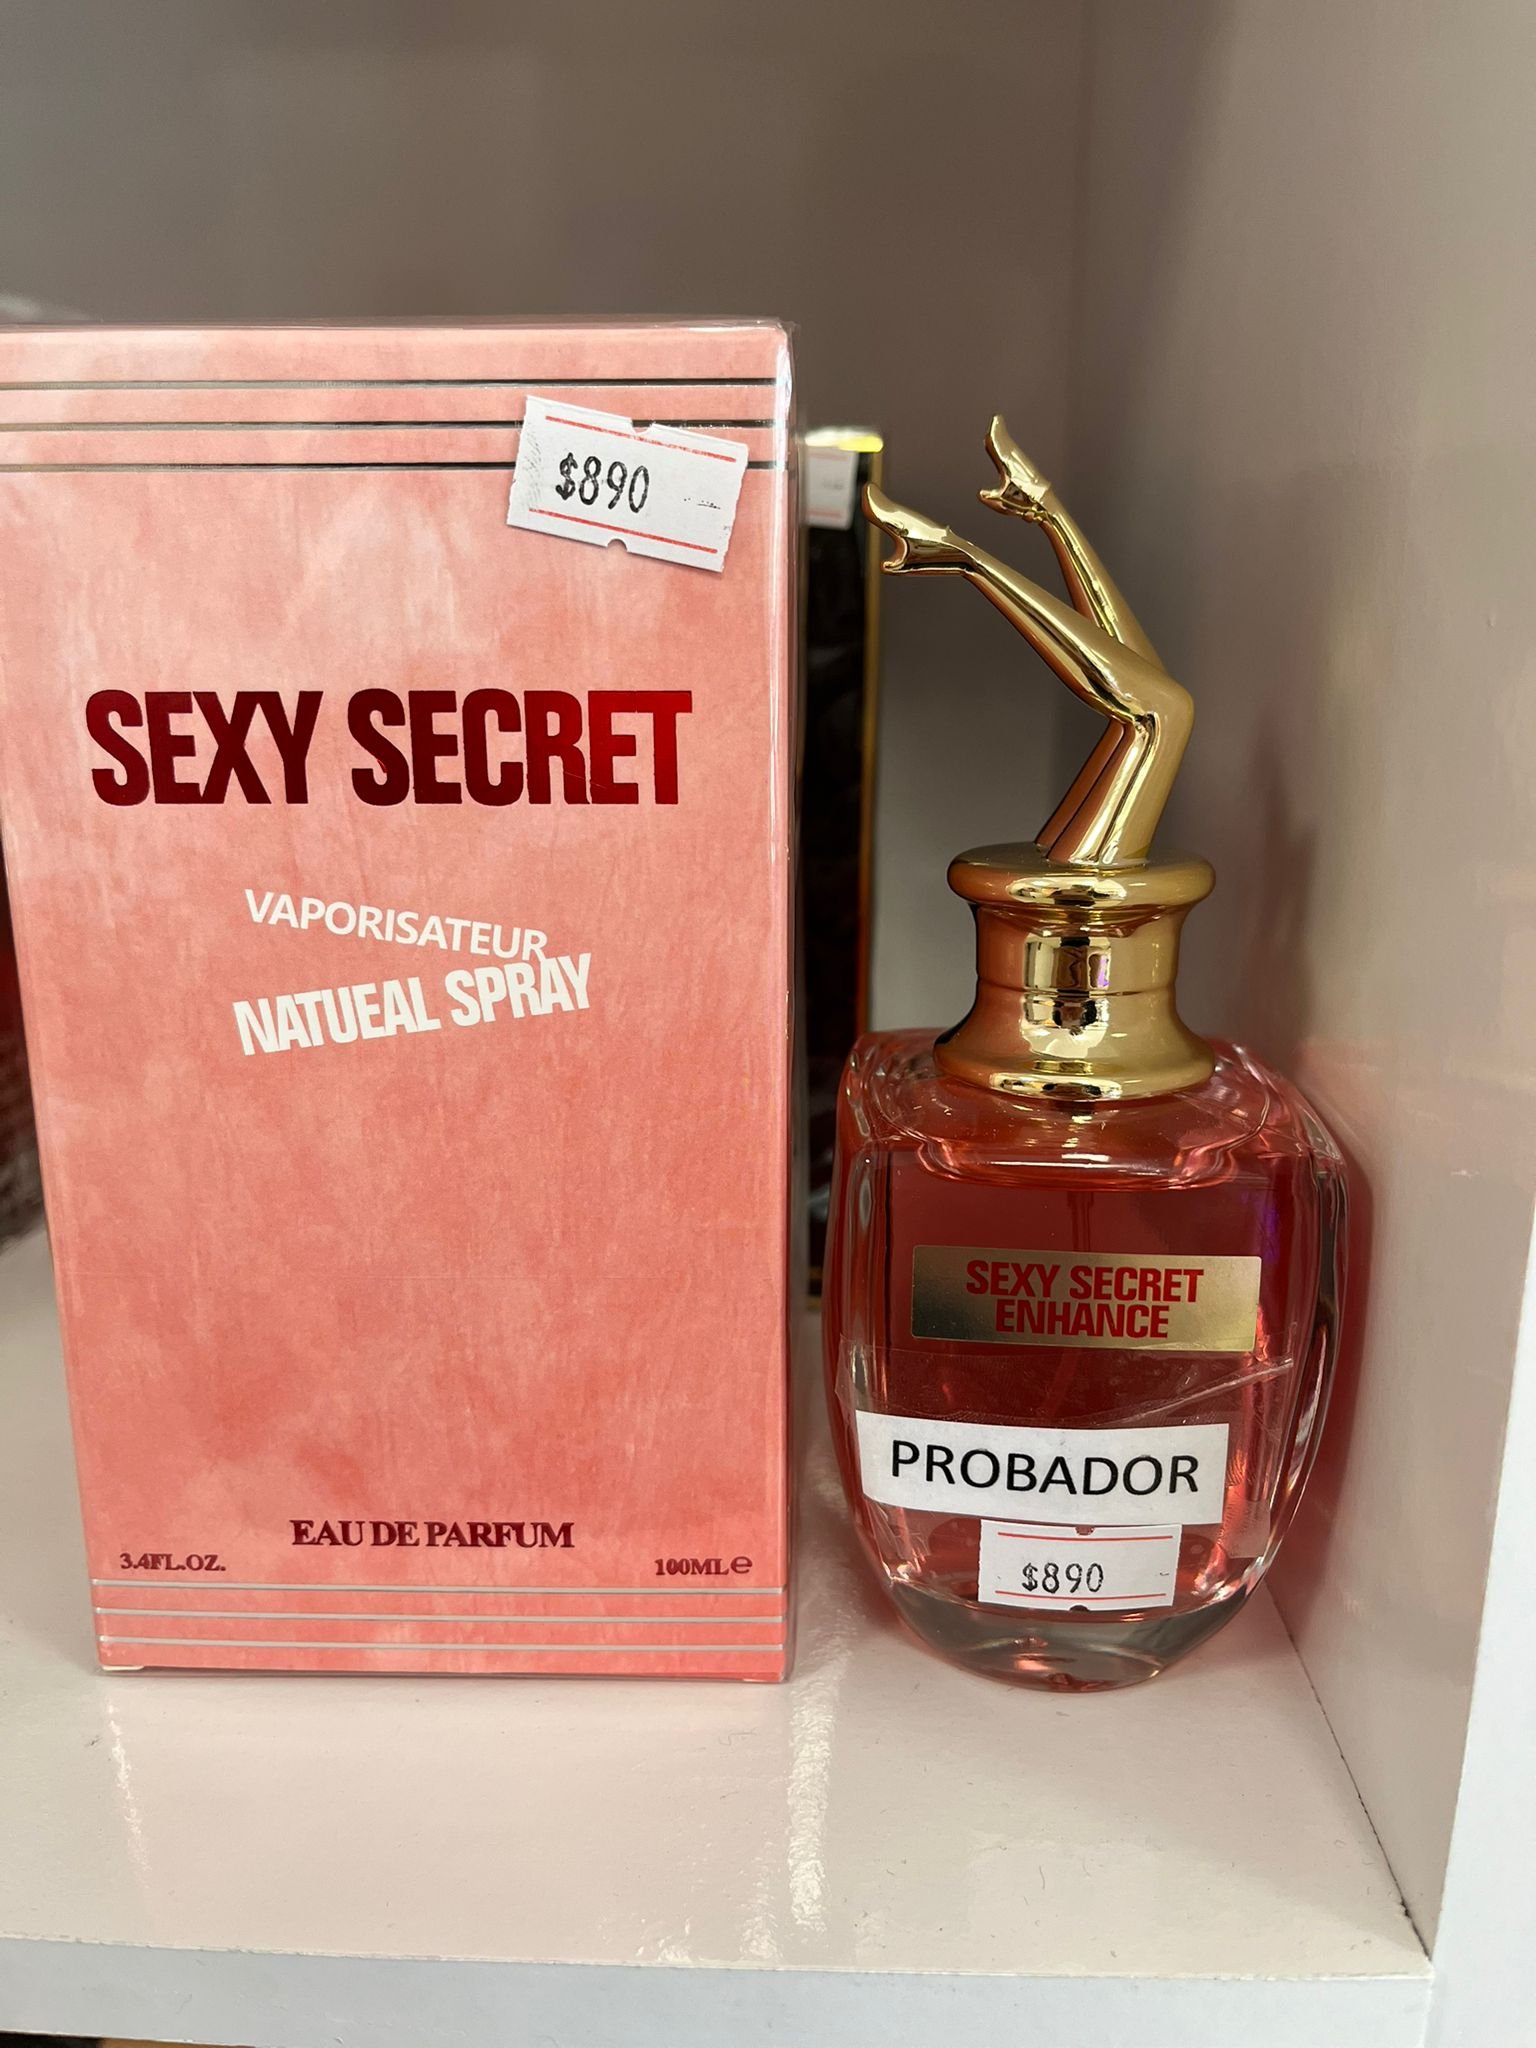 $890
SEXY SECRET
VAPORISATEUR
NATUEAL SPRAY
EAU DE PARFUM
3.4FL.OZ.
100ML℮
SEXY SECRET
ENHANCE
PROBADOR
$890